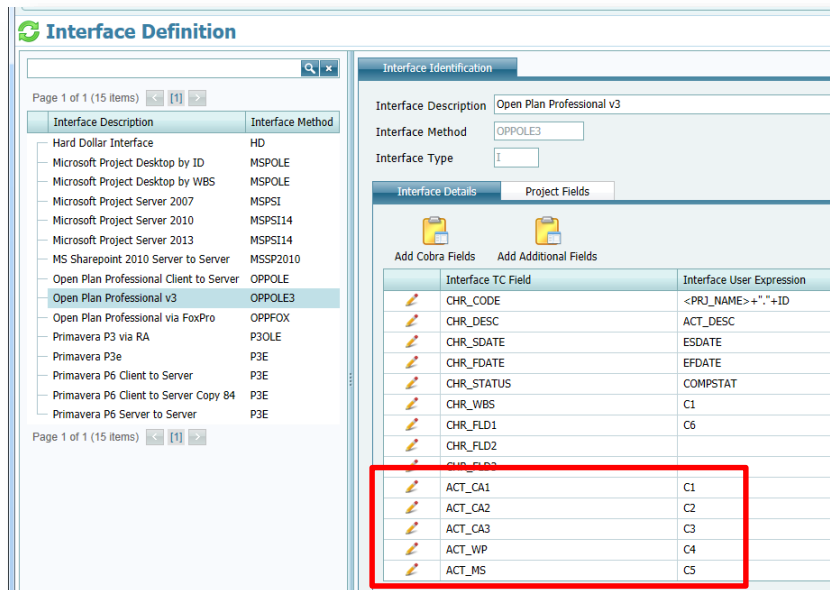 Interface Definition
Page 1 of 1 (15 items) < [1] >
Interface Description Interface Method
Hard Dollar Interface HD
Microsoft Project Desktop by ID MSPOLE
Microsoft Project Desktop by WBS MSPOLE
Microsoft Project Server 2007 MSPSI
Microsoft Project Server 2010 MSPSI14
Microsoft Project Server 2013 MSPSI14
MS Sharepoint 2010 Server to Server MSSP2010
Open Plan Professional Client to Server OPPOLE
Open Plan Professional v3 OPPOLE3
Open Plan Professional via FoxPro OPPFOX
Primavera P3 via RA P3OLE
Primavera P3e P3E
Primavera P6 Client to Server P3E
Primavera P6 Client to Server Copy 84 P3E
Primavera P6 Server to Server P3E
Page 1 of 1 (15 items) < [1] >
Interface Identification
Interface Description Open Plan Professional v3
Interface Method OPPOLE3
Interface Type I
Interface Details Project Fields
Add Cobra Fields Add Additional Fields
Interface TC Field Interface User Expression
CHR_CODE <PRJ_NAME>+"."+ID
CHR_DESC ACT_DESC
CHR_SDATE ESDATE
CHR_FDATE EFDATE
CHR_STATUS COMPSTAT
CHR_WBS C1
CHR_FLD1 C6
CHR_FLD2
CHR_FLD3
ACT_CA1 C1
ACT_CA2 C2
ACT_CA3 C3
ACT_WP C4
ACT_MS C5